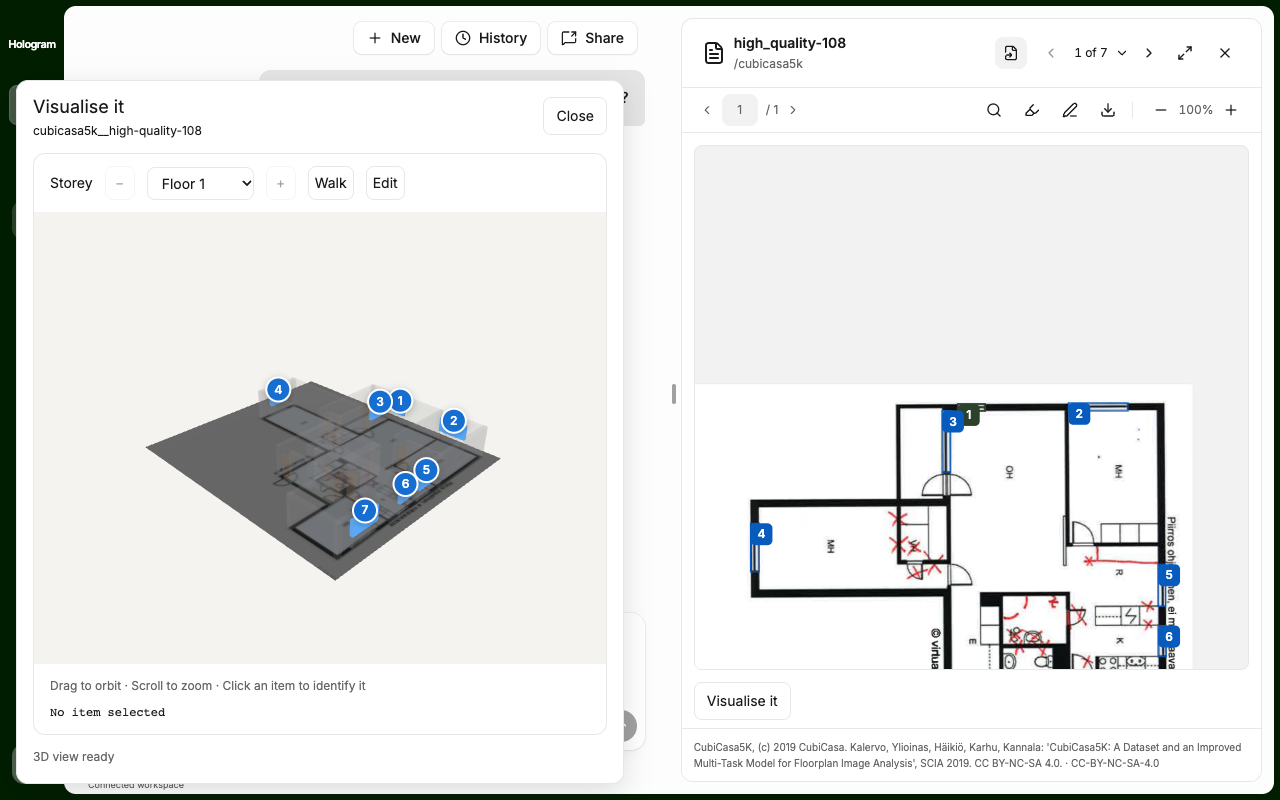 Hologram
New
History
Share
?
Visualise it
cubicasa5k__high-quality-108
Close
Storey
−
Floor 1
+
Walk
Edit
4
3
1
2
5
6
7
Drag to orbit · Scroll to zoom · Click an item to identify it
No item selected
3D view ready
Connected workspace
high_quality-108
/cubicasa5k
1 of 7
1
/ 1
100%
3
1
2
OH
MH
4
MH
Piirros oh
R
5
en, ei m
K
6
eava
E
© virtua
Visualise it
CubiCasa5K, (c) 2019 CubiCasa. Kalervo, Ylioinas, Häikiö, Karhu, Kannala: 'CubiCasa5K: A Dataset and an Improved
Multi-Task Model for Floorplan Image Analysis', SCIA 2019. CC BY-NC-SA 4.0. · CC-BY-NC-SA-4.0